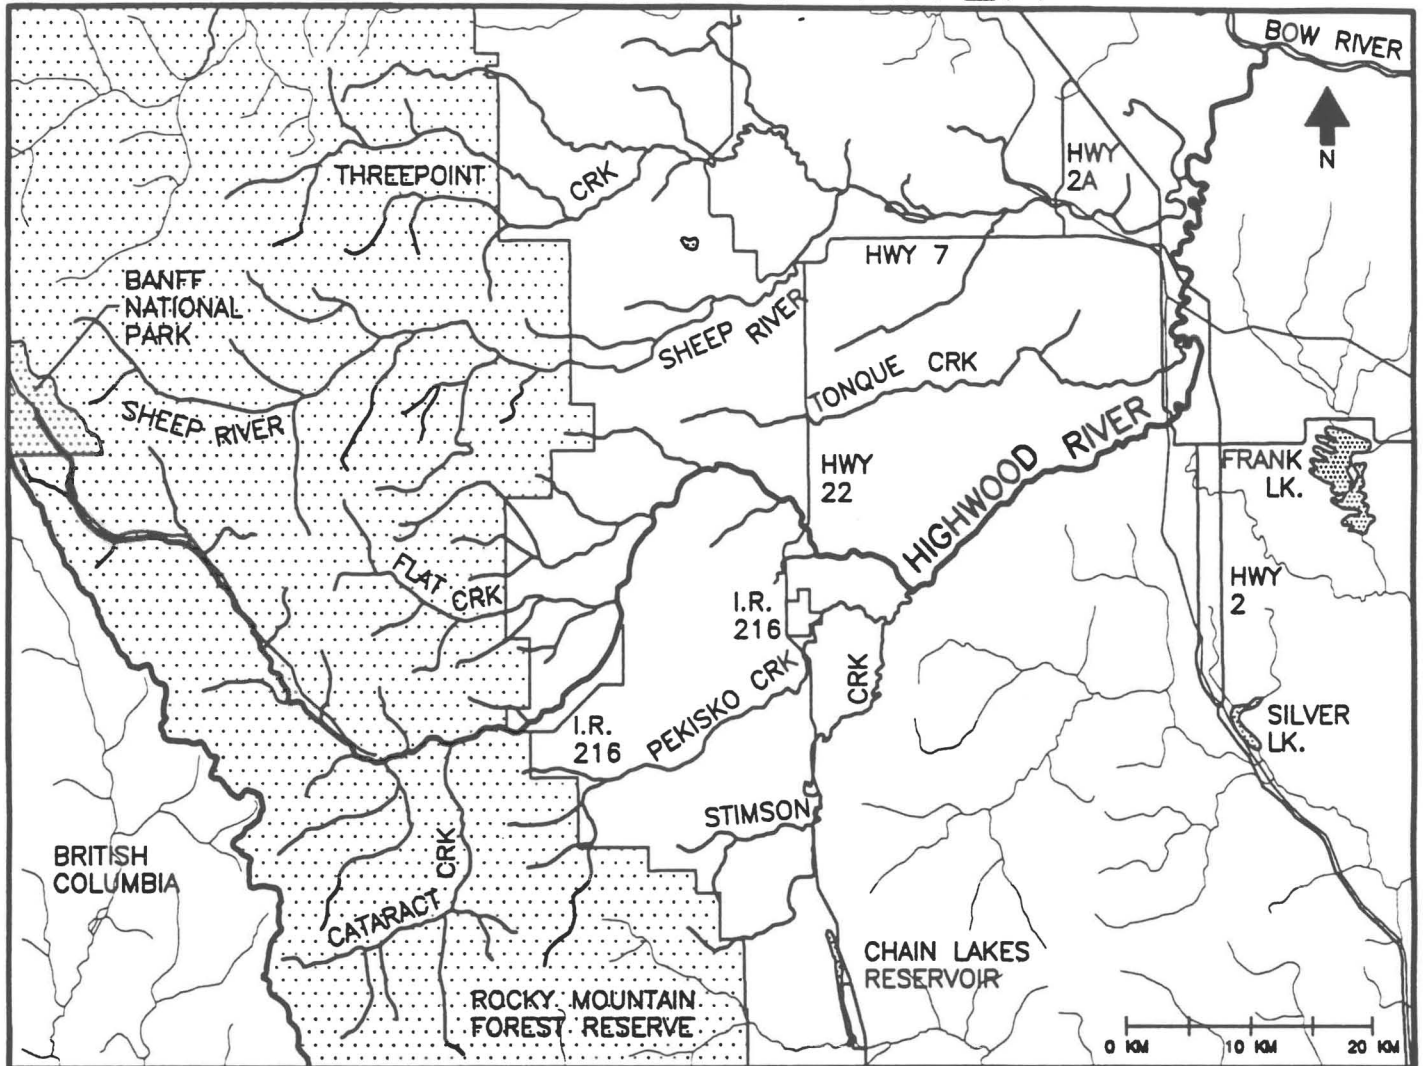 BOW RIVER
N
HWY
2A
THREEPOINT CRK
HWY 7
BANFF
NATIONAL
PARK
SHEEP RIVER
TONQUE CRK
SHEEP RIVER
HIGHWOOD RIVER
HWY
22
FRANK
LK.
FLAT CRK
HWY
2
I.R.
216
PEKISKO CRK
CRK
I.R.
216
SILVER
LK.
STIMSON
CRK
BRITISH
COLUMBIA
CATARACT
CHAIN LAKES
RESERVOIR
ROCKY MOUNTAIN
FOREST RESERVE
0 KM 10 KM 20 KM